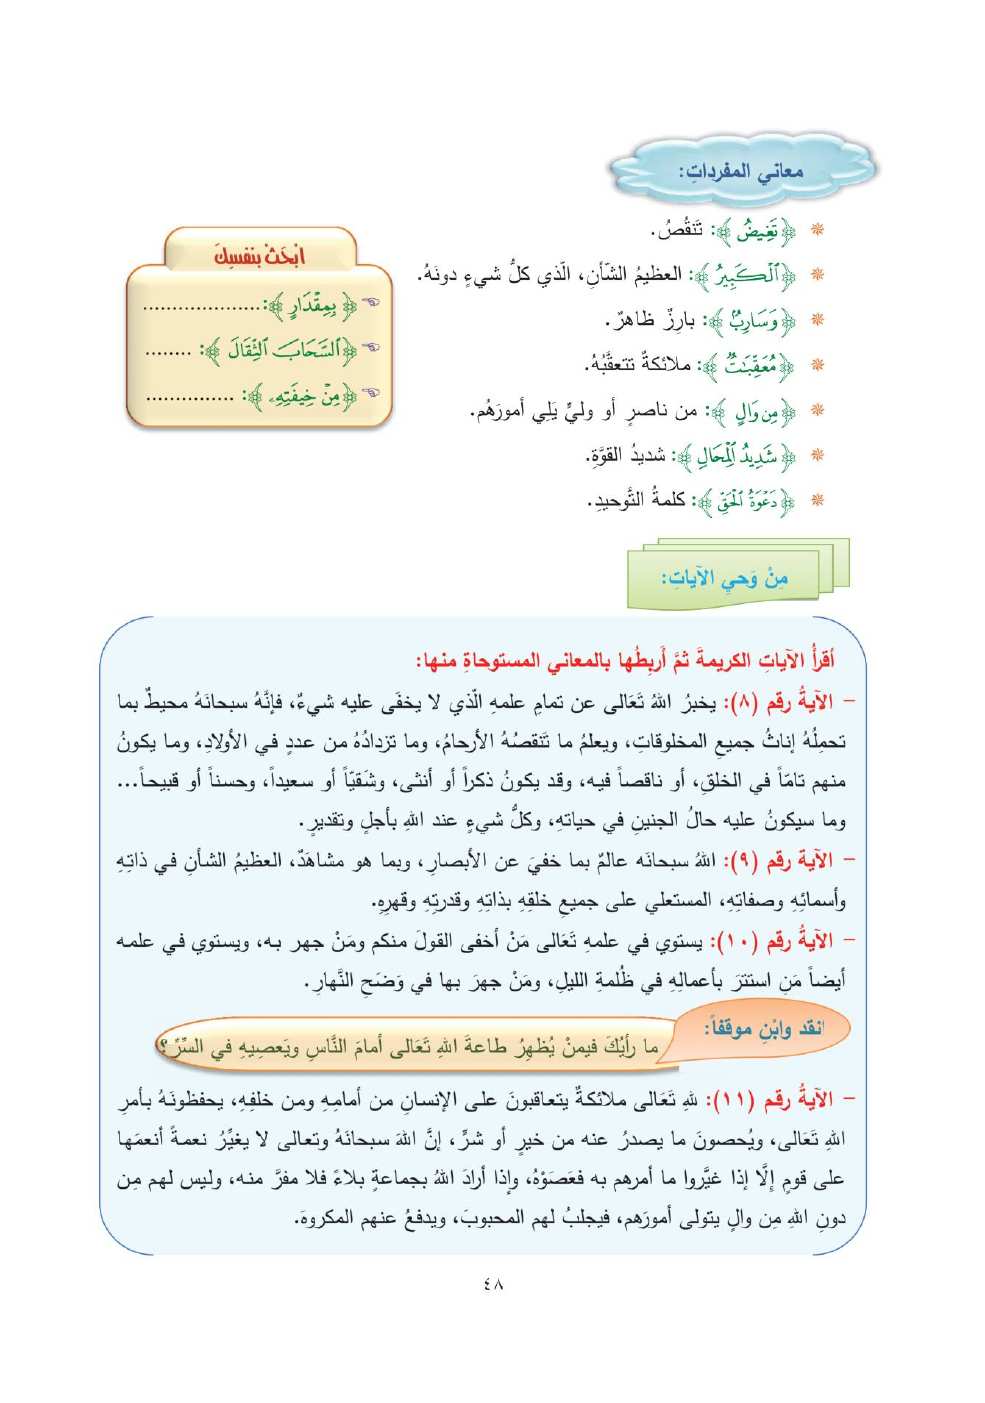 معاني المفرداتِ:
﴿تَغِيضُ﴾: تَنقُصُ.
﴿ٱلْكَبِيرُ﴾: العظيمُ الشّأنِ، الّذي كلُّ شيءٍ دونَهُ.
﴿وَسَارِبٌ﴾: بارِزٌ ظاهرٌ.
﴿مُعَقِّبَٰتٌ﴾: ملائكةٌ تتعقَّبُهُ.
﴿مِن وَالٍ﴾: من ناصرٍ أو وليٍّ يَلِي أمورَهُم.
﴿شَدِيدُ ٱلْمِحَالِ﴾: شديدُ القوَّةِ.
﴿دَعْوَةُ ٱلْحَقِّ﴾: كلمةُ التَّوحيدِ.
ابْحَثْ بنفسِكَ
﴿بِمِقْدَارٍ﴾: ...................
﴿ٱلسَّحَابَ ٱلثِّقَالَ﴾: ........
﴿مِنْ خِيفَتِهِۦ﴾: ...............
مِنْ وَحيِ الآياتِ:
أقرأُ الآياتِ الكريمةَ ثمَّ أَربِطُها بالمعاني المستوحاةِ منها:
– الآيةُ رقم (٨): يخبرُ اللهُ تَعَالى عن تمامِ علمهِ الّذي لا يخفَى عليه شيءٌ، فإنَّهُ سبحانَهُ محيطٌ بما
تحمِلُهُ إناثُ جميعِ المخلوقاتِ، ويعلمُ ما تَنقصُهُ الأرحامُ، وما تزدادُهُ من عددٍ في الأولادِ، وما يكونُ
منهم تامّاً في الخلقِ، أو ناقصاً فيه، وقد يكونُ ذكراً أو أنثى، وشَقيّاً أو سعيداً، وحسناً أو قبيحاً...
وما سيكونُ عليه حالُ الجنينِ في حياتهِ، وكلُّ شيءٍ عند اللهِ بأجلٍ وتقديرٍ.
– الآية رقم (٩): اللهُ سبحانَه عالمٌ بما خفيَ عن الأبصارِ، وبما هو مشاهَدٌ، العظيمُ الشأنِ في ذاتِهِ
وأسمائِهِ وصفاتِهِ، المستعلي على جميعِ خلقِهِ بذاتِهِ وقدرتِهِ وقهرِهِ.
– الآيةُ رقم (١٠): يستوي في علمهِ تَعَالى مَنْ أخفى القولَ منكم ومَنْ جهر به، ويستوي في علمه
أيضاً مَنِ استترَ بأعمالِهِ في ظُلمةِ الليلِ، ومَنْ جهرَ بها في وَضَحِ النَّهارِ.
انقد وابْنِ موقفاً:
ما رأيُكَ فيمنْ يُظهِرُ طاعةَ اللهِ تَعَالى أمامَ النَّاسِ ويَعصِيهِ في السِّرِّ؟
– الآيةُ رقم (١١): للهِ تَعَالى ملائكةٌ يتعاقبونَ على الإنسانِ من أمامِهِ ومن خلفِهِ، يحفظونَهُ بأمرِ
اللهِ تَعَالى، ويُحصونَ ما يصدرُ عنه من خيرٍ أو شرٍّ، إنَّ اللهَ سبحانَهُ وتعالى لا يغيِّرُ نعمةً أنعمَها
على قومٍ إلَّا إذا غيَّروا ما أمرهم به فعَصَوْهُ، وإذا أرادَ اللهُ بجماعةٍ بلاءً فلا مفرَّ منه، وليس لهم مِن
دونِ اللهِ مِن والٍ يتولى أمورَهم، فيجلبُ لهم المحبوبَ، ويدفعُ عنهم المكروهَ.
٤٨